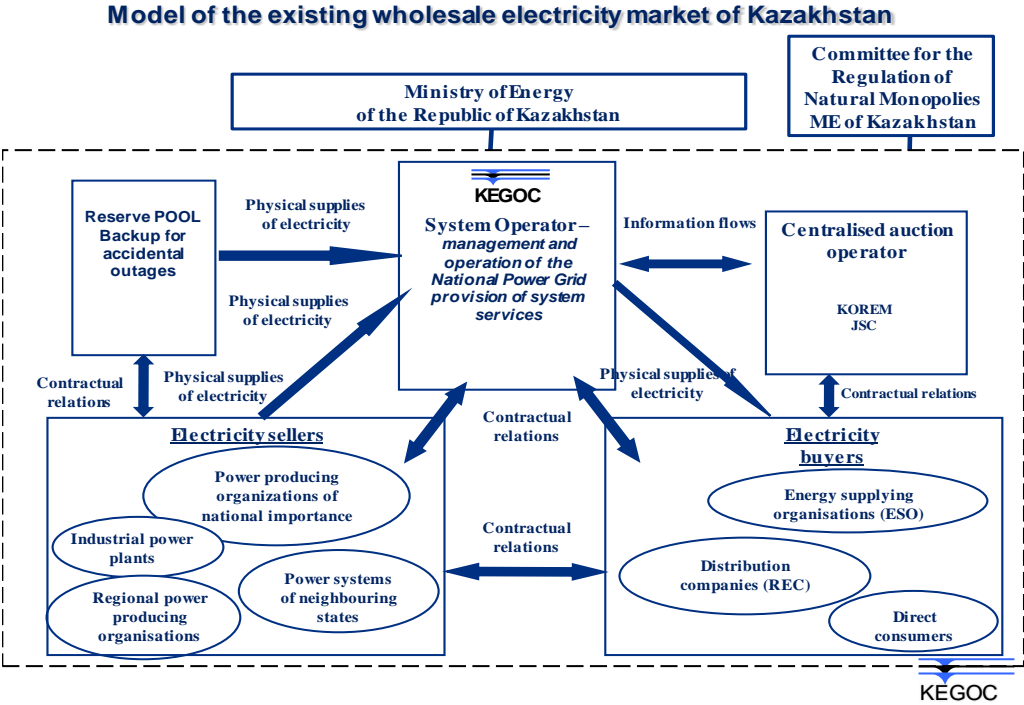 Model of the existing wholesale electricity market of Kazakhstan
Committee for the
Regulation of
Natural Monopolies
ME of Kazakhstan
Ministry of Energy
of the Republic of Kazakhstan
Reserve POOL
Backup for
accidental
outages
Physical supplies
of electricity
KEGOC
System Operator –
management and
operation of the
National Power Grid
provision of system
services
Information flows
Centralised auction
operator
KOREM
JSC
Physical supplies
of electricity
Contractual
relations
Physical supplies
of electricity
Physical supplies of
electricity
Contractual relations
Contractual
relations
Electricity sellers
Power producing
organizations of
national importance
Industrial power
plants
Regional power
producing
organisations
Power systems
of neighbouring
states
Contractual
relations
Electricity
buyers
Energy supplying
organisations (ESO)
Distribution
companies (REC)
Direct
consumers
KEGOC